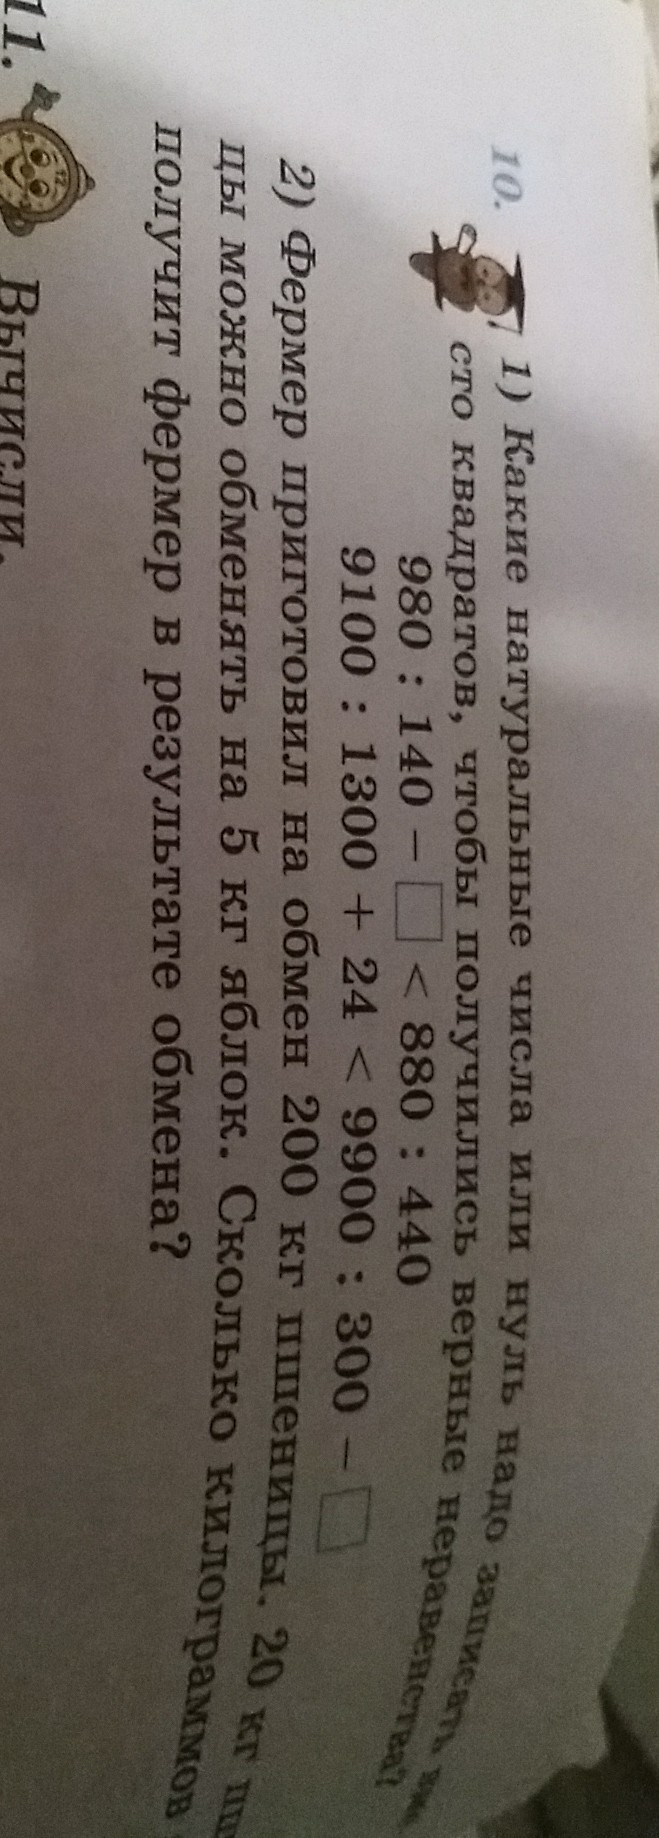 10. 1) Какие натуральные числа или нуль надо записать
сто квадратов, чтобы получились верные неравенства?
980 : 140 − □ < 880 : 440
9100 : 1300 + 24 < 9900 : 300 − □
2) Фермер приготовил на обмен 200 кг пшеницы. 20 кг
цы можно обменять на 5 кг яблок. Сколько килограммов
получит фермер в результате обмена?
11. Вычисли.